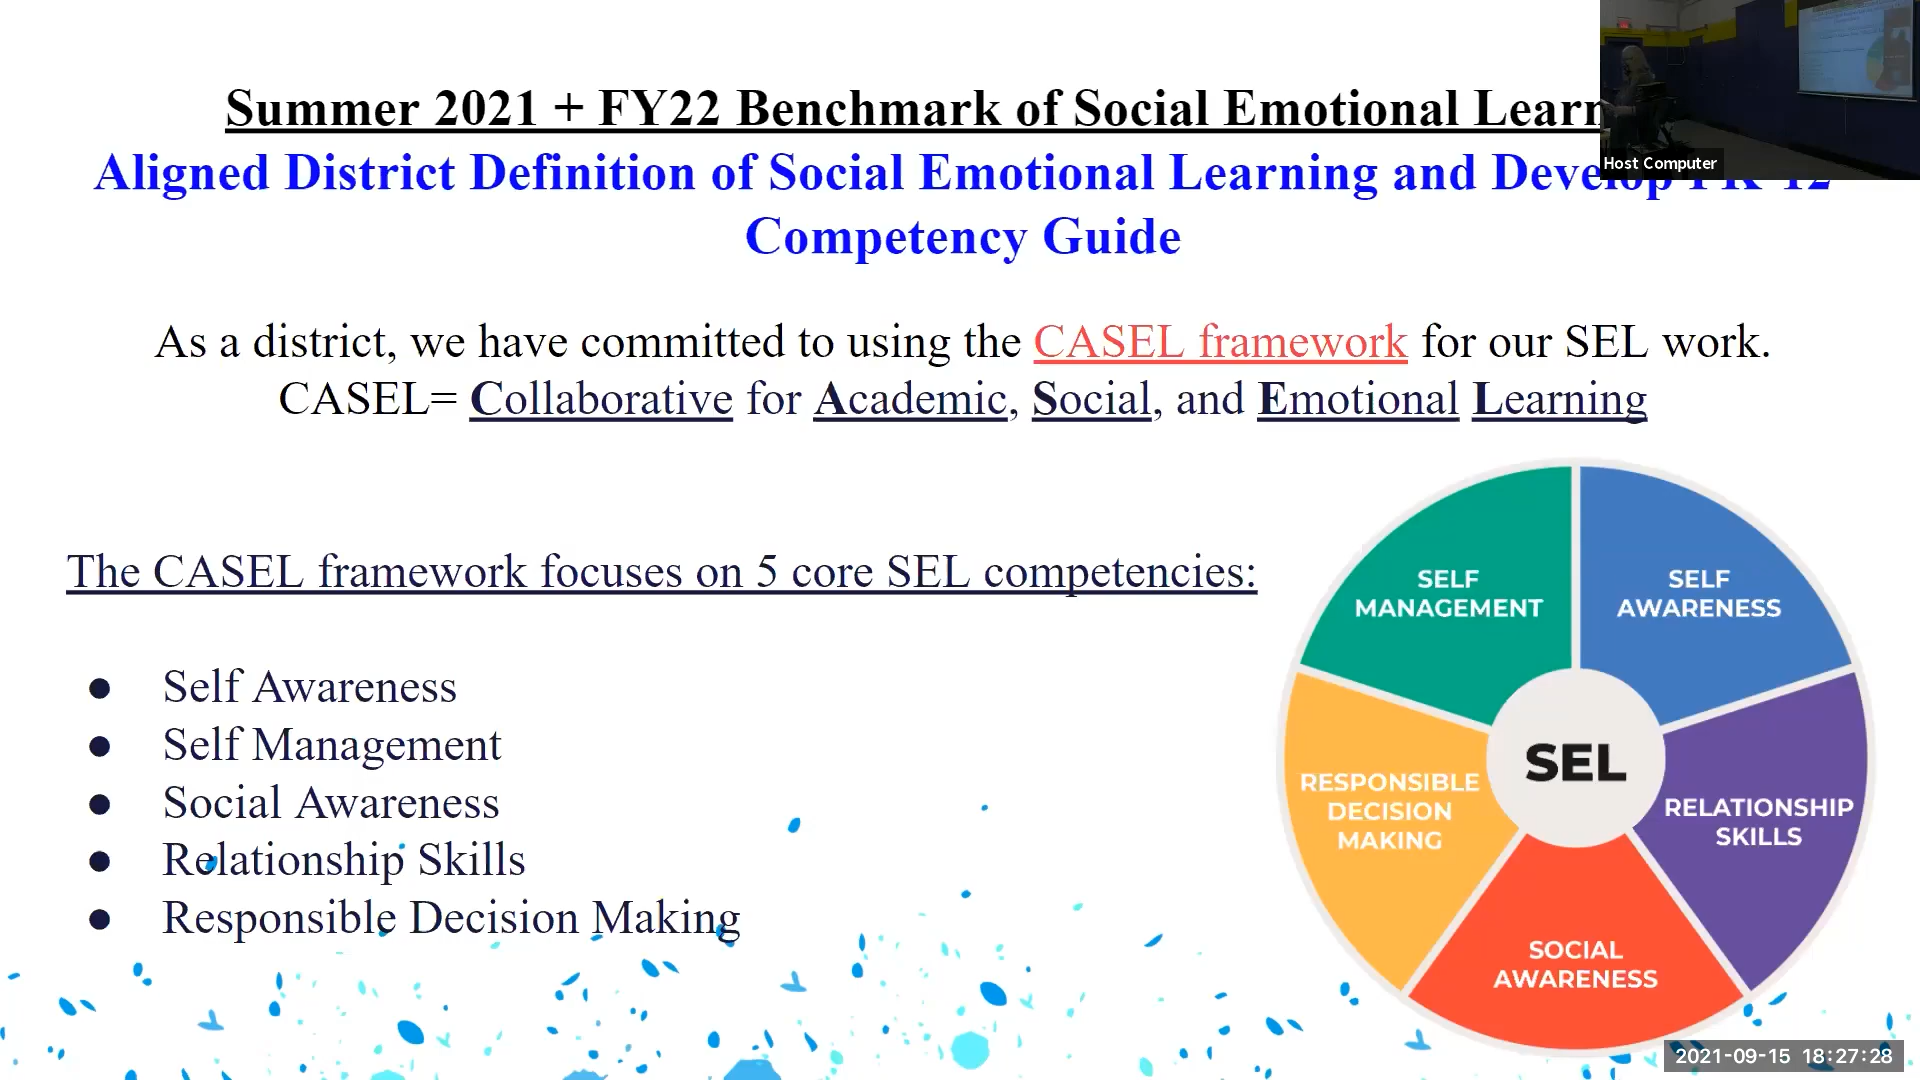 Summer 2021 + FY22 Benchmark of Social Emotional Learn
Aligned District Definition of Social Emotional Learning and Develop PK-12
Competency Guide
Host Computer
As a district, we have committed to using the CASEL framework for our SEL work.
CASEL= Collaborative for Academic, Social, and Emotional Learning
The CASEL framework focuses on 5 core SEL competencies:
● Self Awareness
● Self Management
● Social Awareness
● Relationship Skills
● Responsible Decision Making
SELF
MANAGEMENT
SELF
AWARENESS
RESPONSIBLE
DECISION
MAKING
SEL
RELATIONSHIP
SKILLS
SOCIAL
AWARENESS
2021-09-15 18:27:28